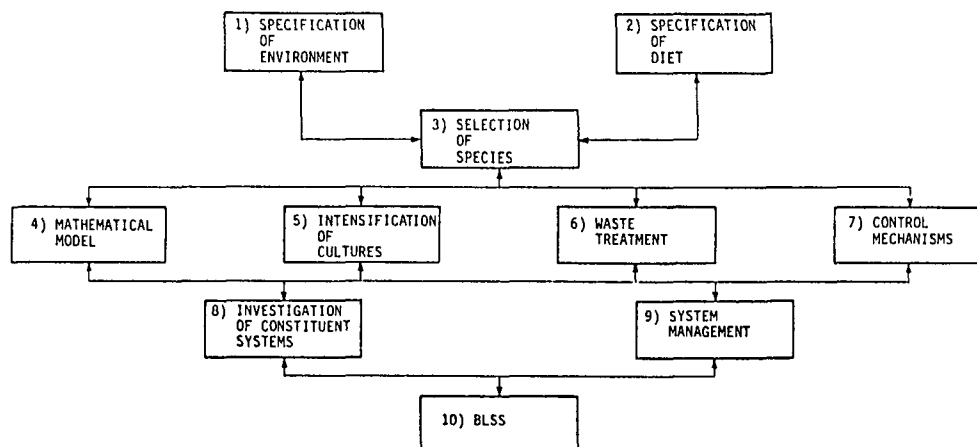 1) SPECIFICATION
OF
ENVIRONMENT
2) SPECIFICATION
OF
DIET
3) SELECTION
OF
SPECIES
4) MATHEMATICAL
MODEL
5) INTENSIFICATION
OF
CULTURES
6) WASTE
TREATMENT
7) CONTROL
MECHANISMS
8) INVESTIGATION
OF CONSTITUENT
SYSTEMS
9) SYSTEM
MANAGEMENT
10) BLSS